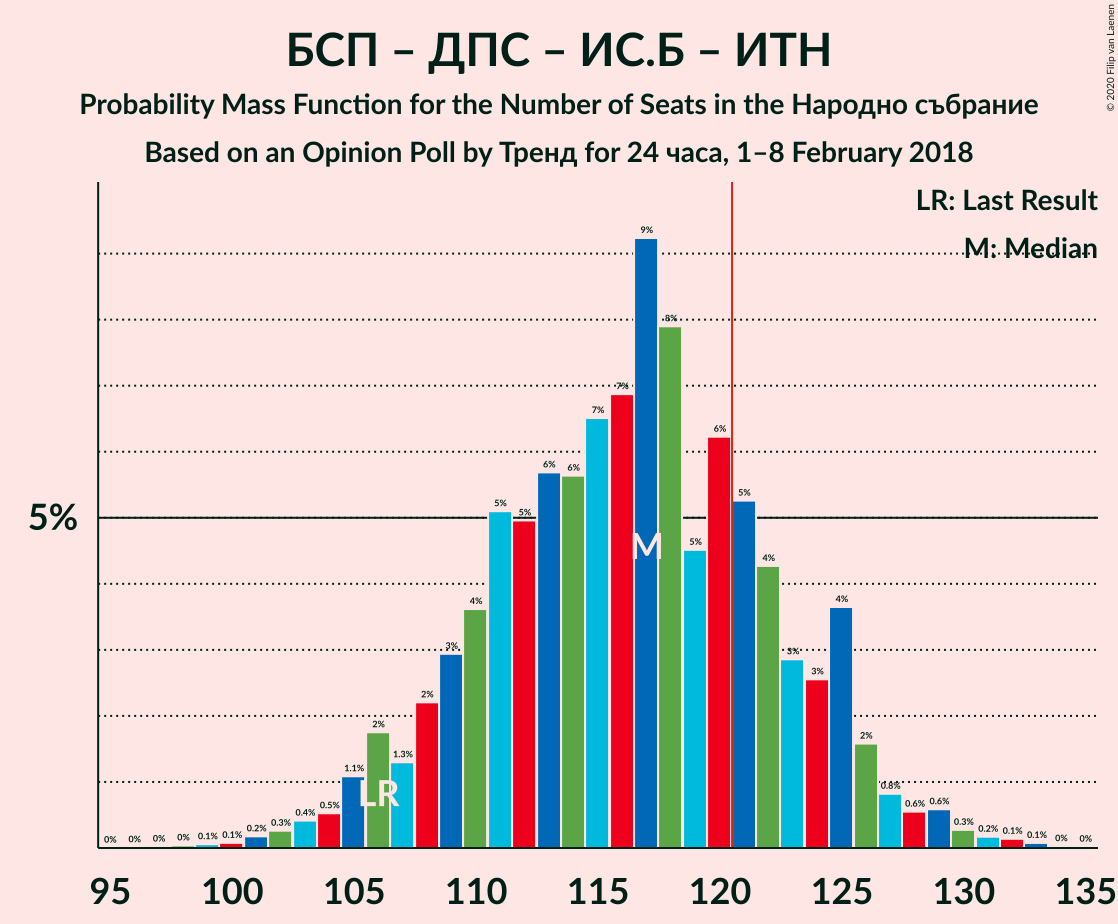 БСП – ДПС – ИС.Б – ИТН
Probability Mass Function for the Number of Seats in the Народно събрание
Based on an Opinion Poll by Тренд for 24 часа, 1–8 February 2018
© 2020 Filip van Laenen
LR: Last Result
M: Median
5%
0% 0% 0% 0% 0.1% 0.1% 0.2% 0.3% 0.4% 0.5% 1.1% 2% 1.3% 2% 3% 4% 5% 5% 6% 6% 7% 7% 9% 8% 5% 6% 5% 4% 3% 3% 4% 2% 0.8% 0.6% 0.6% 0.3% 0.2% 0.1% 0.1% 0% 0%
M
LR
95 100 105 110 115 120 125 130 135